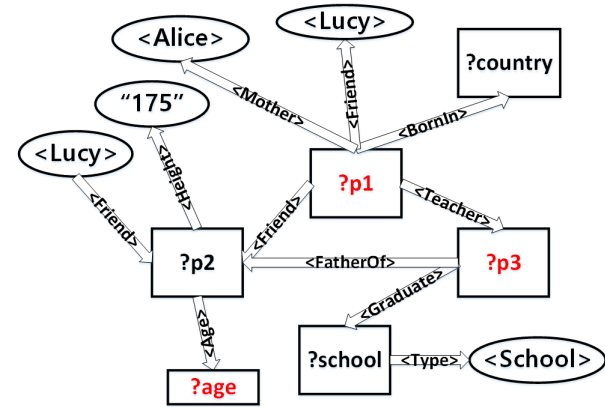 <Lucy>
<Alice>
?country
<Mother>
<Friend>
<BornIn>
“175”
<Lucy>
<Height>
<Friend>
?p1
<Friend>
<Teacher>
?p2
<FatherOf>
?p3
<Graduate>
<Age>
?school
<Type>
<School>
?age